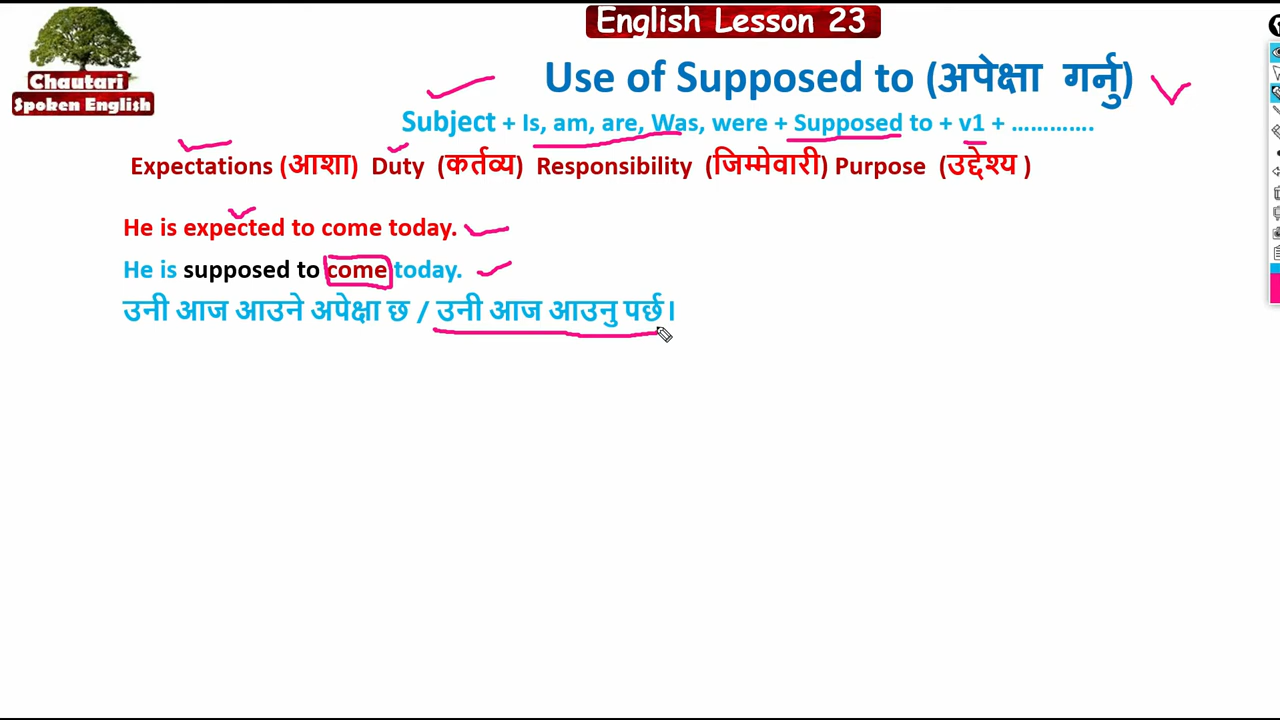 English Lesson 23
Chautari
Spoken English
Use of Supposed to (अपेक्षा गर्नु)
Subject + Is, am, are, Was, were + Supposed to + v1 + ………….
Expectations (आशा) Duty (कर्तव्य) Responsibility (जिम्मेवारी) Purpose (उद्देश्य )
He is expected to come today.
He is supposed to come today.
उनी आज आउने अपेक्षा छ / उनी आज आउनु पर्छ।